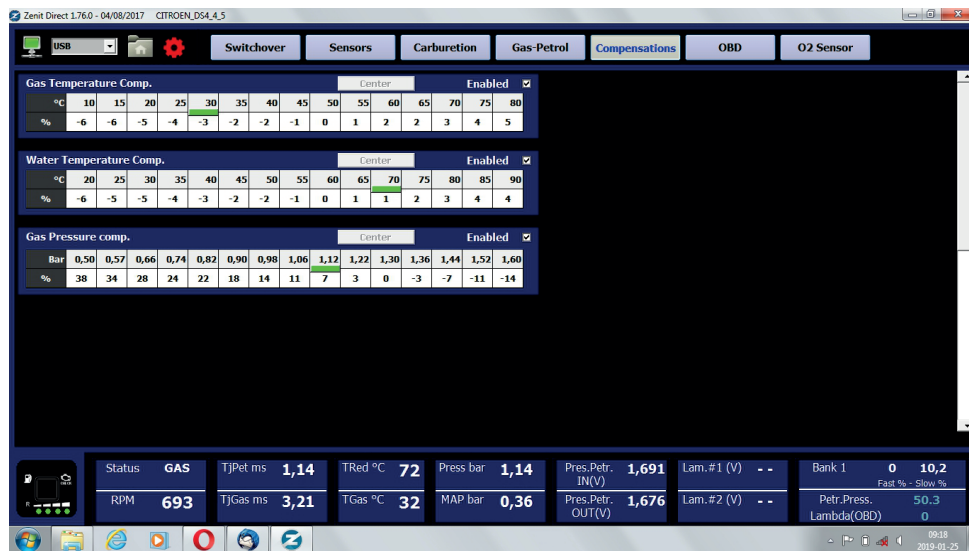 Zenit Direct 1.76.0 - 04/08/2017 CITROEN_DS4_4_5
USB Switchover Sensors Carburetion Gas-Petrol Compensations OBD O2 Sensor
Gas Temperature Comp. Center Enabled
°C 10 15 20 25 30 35 40 45 50 55 60 65 70 75 80
% -6 -6 -5 -4 -3 -2 -2 -1 0 1 2 2 3 4 5
Water Temperature Comp. Center Enabled
°C 20 25 30 35 40 45 50 55 60 65 70 75 80 85 90
% -6 -5 -5 -4 -3 -2 -2 -1 0 1 1 2 3 4 4
Gas Pressure comp. Center Enabled
Bar 0,50 0,57 0,66 0,74 0,82 0,90 0,98 1,06 1,12 1,22 1,30 1,36 1,44 1,52 1,60
% 38 34 28 24 22 18 14 11 7 3 0 -3 -7 -11 -14
Status GAS TjPet ms 1,14 TRed °C 72 Press bar 1,14 Pres.Petr. IN(V) 1,691 Lam.#1 (V) - - Bank 1 0 10,2
Fast % - Slow %
R RPM 693 TjGas ms 3,21 TGas °C 32 MAP bar 0,36 Pres.Petr. OUT(V) 1,676 Lam.#2 (V) - - Petr.Press. 50.3
Lambda(OBD) 0
09:18
2019-01-25